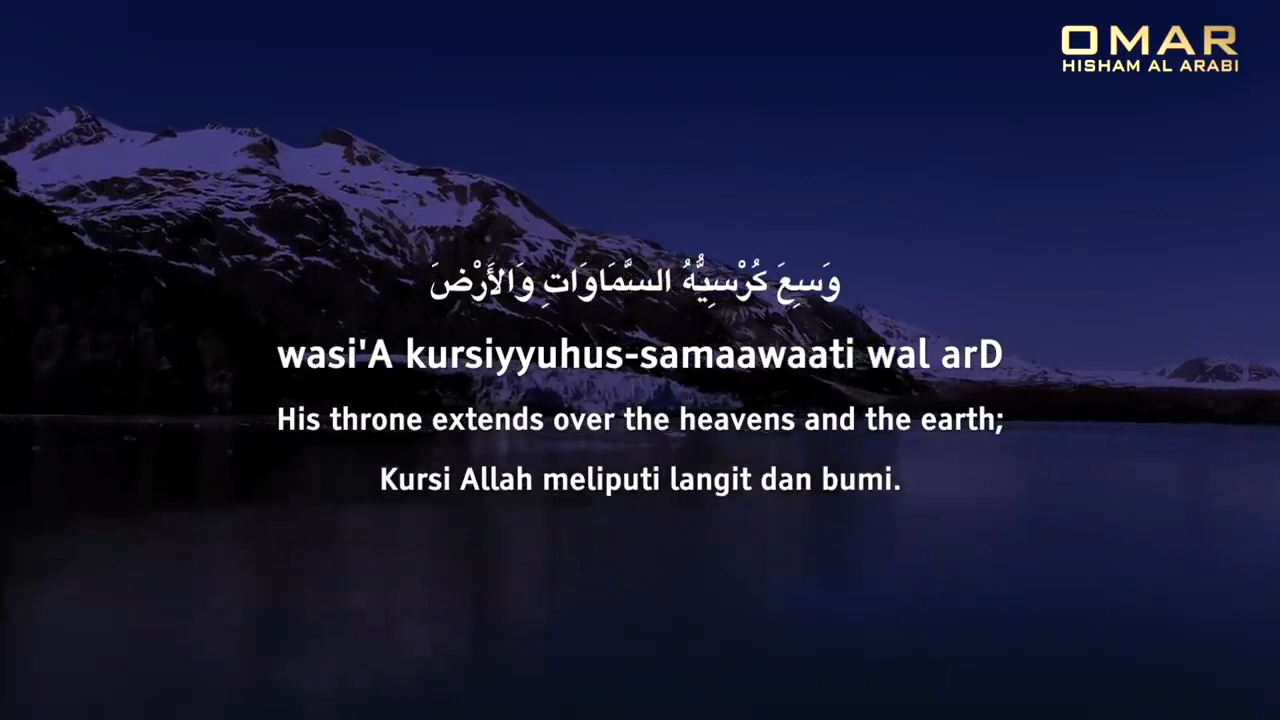 OMAR
HISHAM AL ARABI
وَسِعَ كُرْسِيُّهُ السَّمَاوَاتِ وَالأَرْضَ
wasi'A kursiyyuhus-samaawaati wal arD
His throne extends over the heavens and the earth;
Kursi Allah meliputi langit dan bumi.